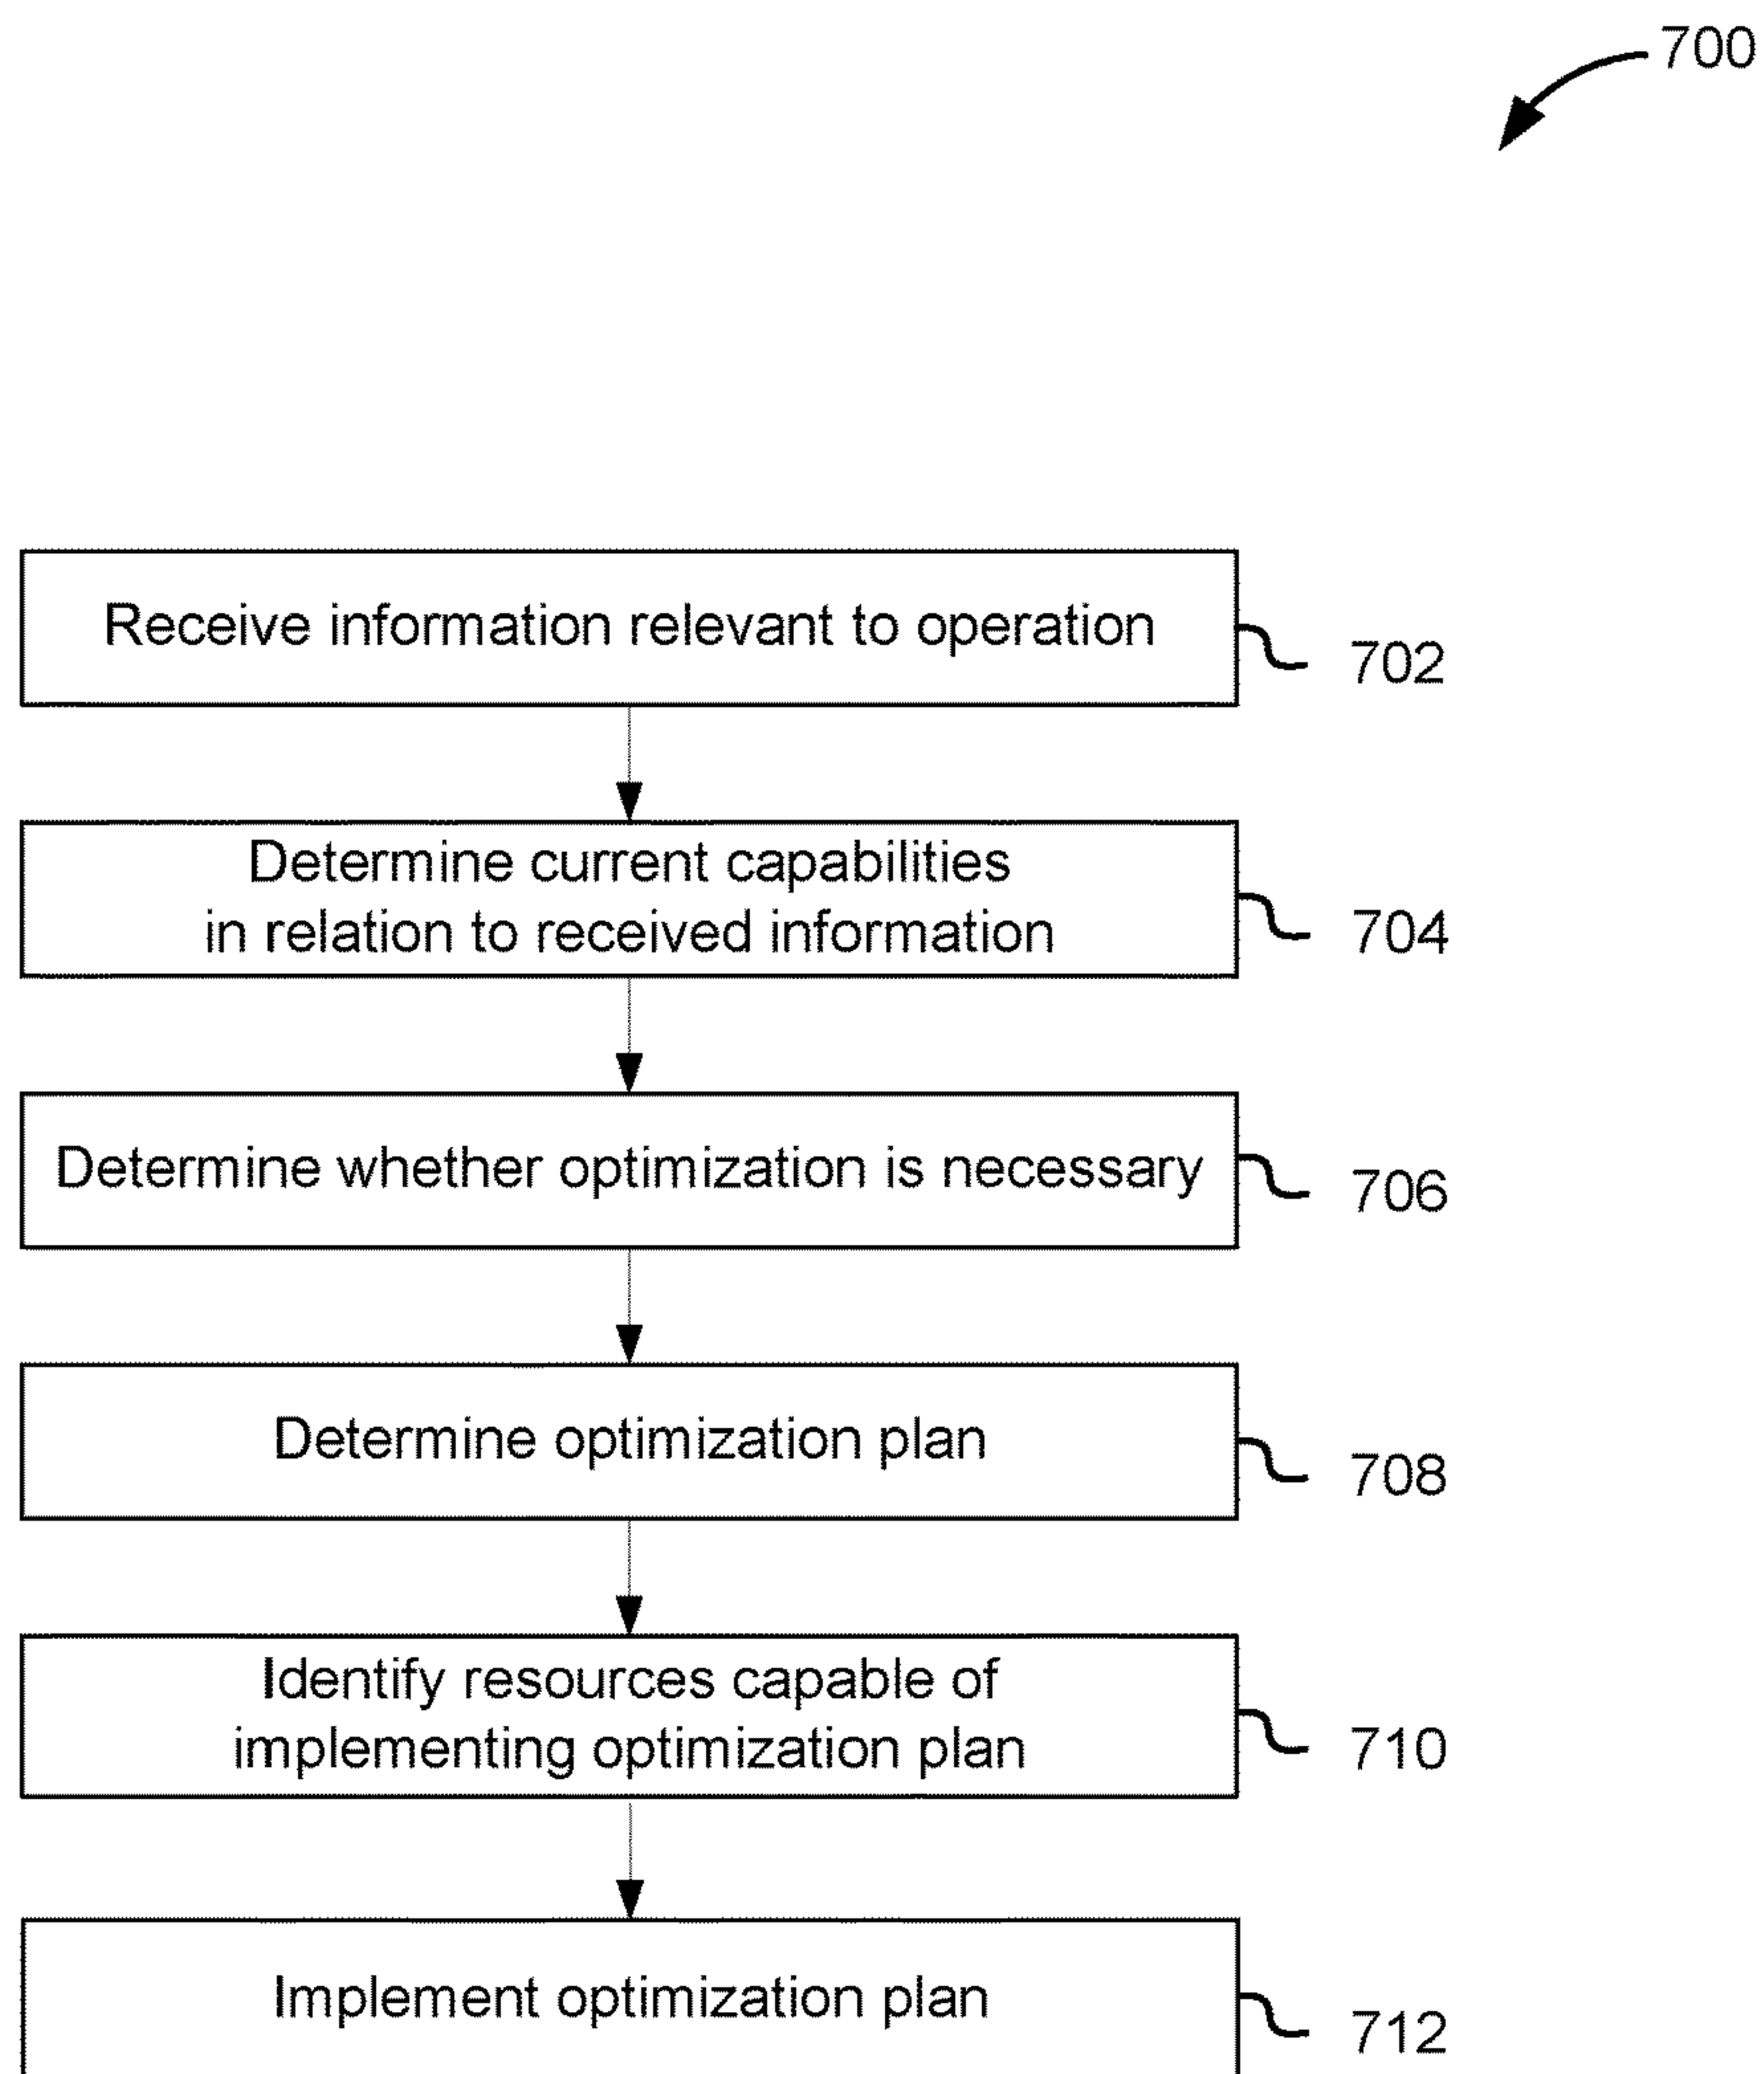 700
Receive information relevant to operation
702
Determine current capabilities
in relation to received information
704
Determine whether optimization is necessary
706
Determine optimization plan
708
Identify resources capable of
implementing optimization plan
710
Implement optimization plan
712